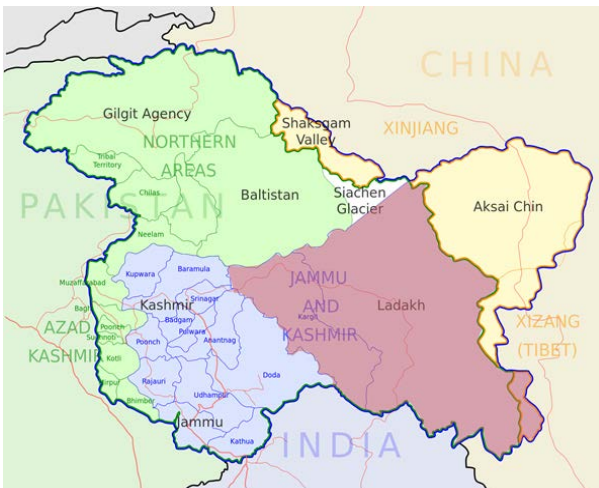 CHINA
Gilgit Agency
Shaksgam
Valley
XINJIANG
NORTHERN
AREAS
Tribal
Territory
PAKISTAN
Chilas
Baltistan
Siachen
Glacier
Aksai Chin
Neelam
Kupwara
Baramula
Muzaffarabad
JAMMU
AND
KASHMIR
Kashmir
Srinagar
Ladakh
Kargil
Bagh
Badgam
Pulwara
Anantnag
AZAD
KASHMIR
Poonch
Sudhnoti
Poonch
XIZANG
(TIBET)
Kotli
Mirpur
Rajauri
Doda
Udhampur
Bhimber
Jammu
Kathua
INDIA